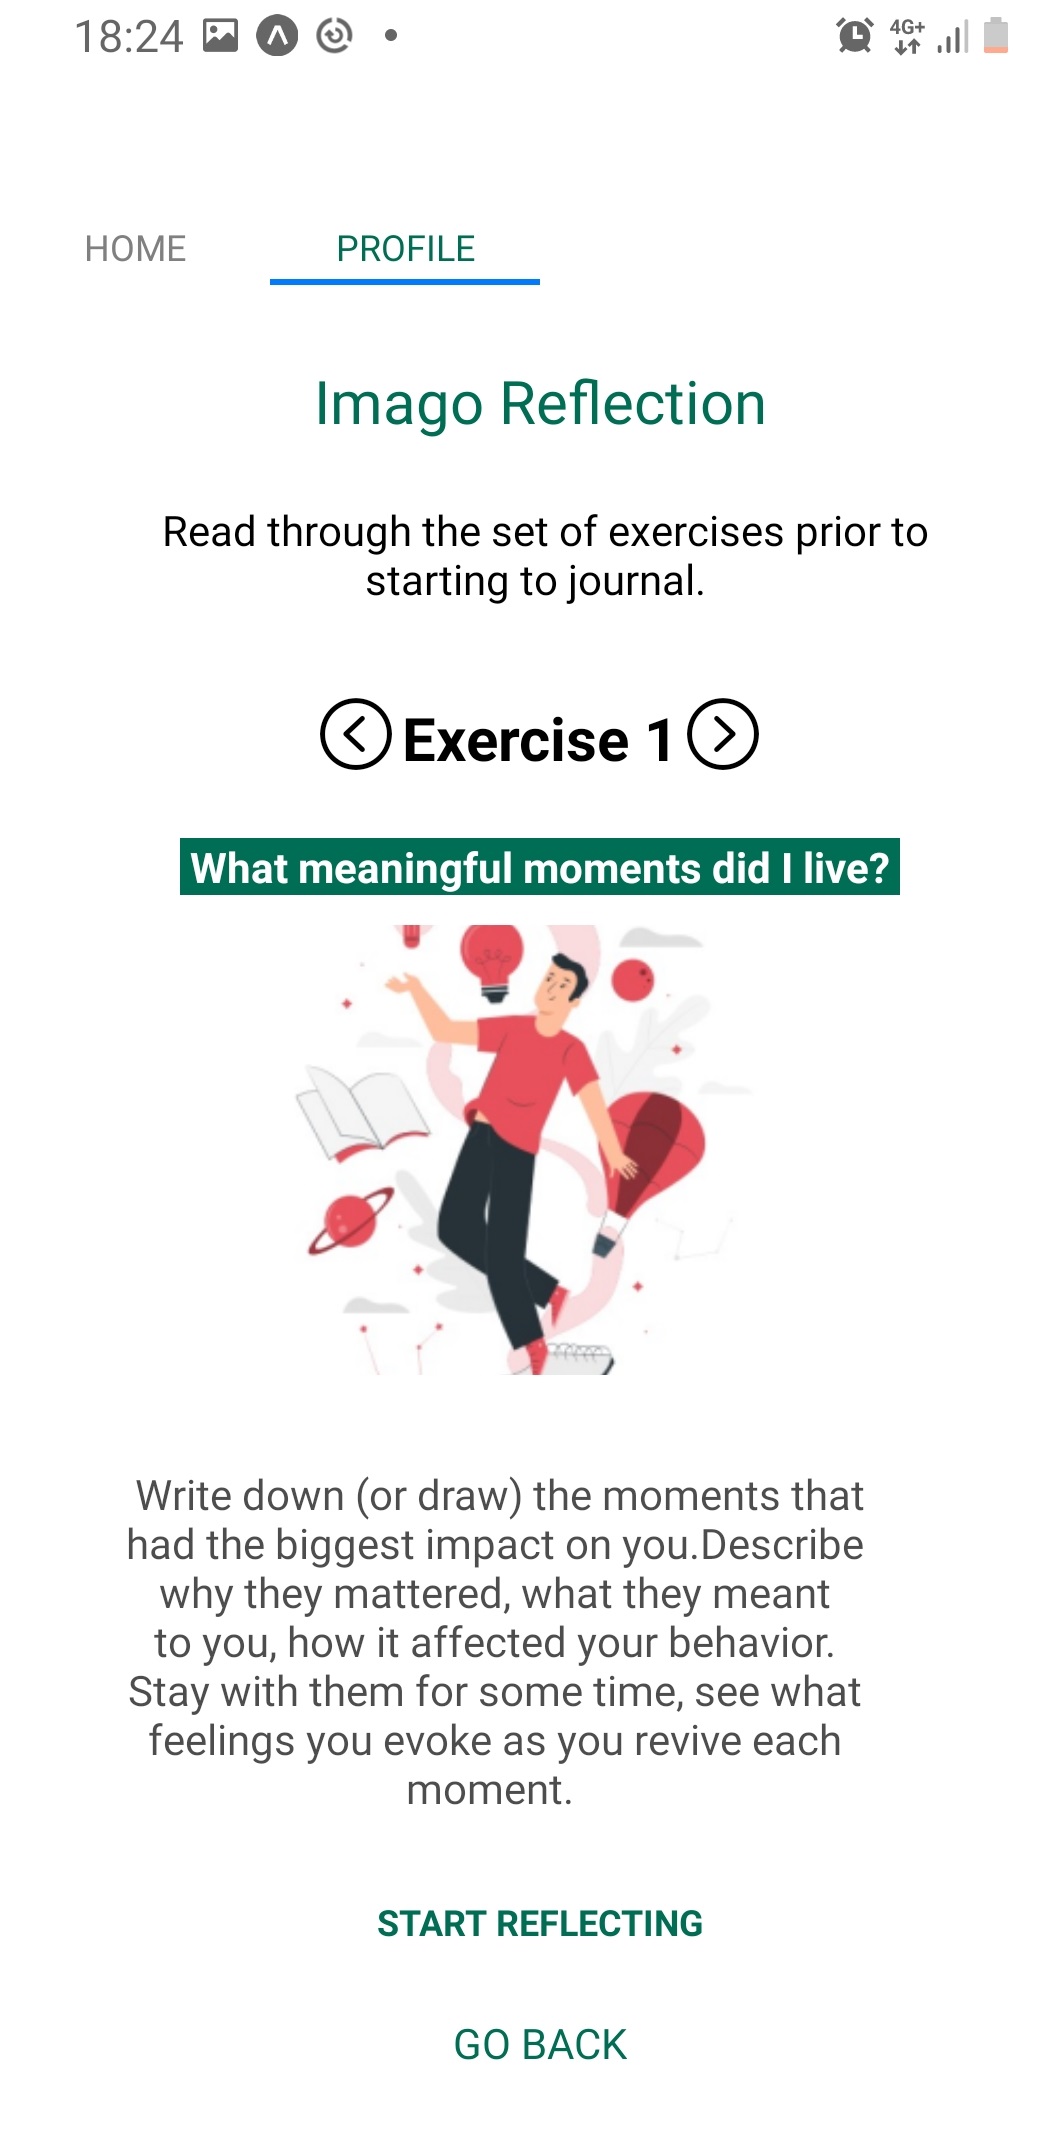 18:24
4G+
HOME
PROFILE
Imago Reflection
Read through the set of exercises prior to
starting to journal.
Exercise 1
What meaningful moments did I live?
Write down (or draw) the moments that
had the biggest impact on you.Describe
why they mattered, what they meant
to you, how it affected your behavior.
Stay with them for some time, see what
feelings you evoke as you revive each
moment.
START REFLECTING
GO BACK